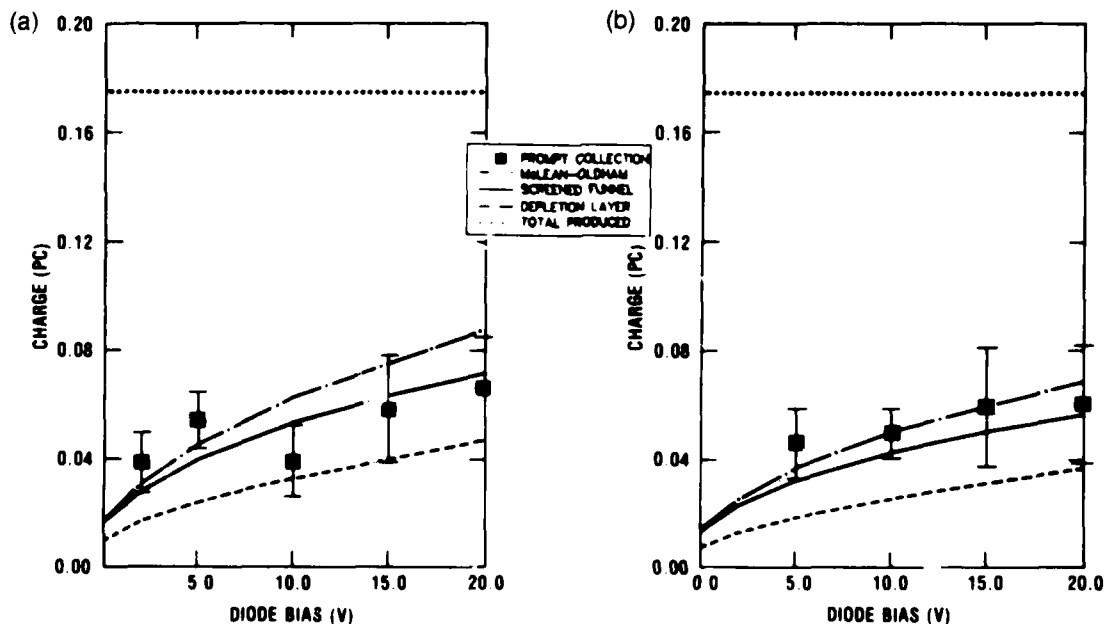 (a)
0.20
0.16
0.12
0.08
0.04
0.00
CHARGE (PC)
5.0
10.0
15.0
20.0
DIODE BIAS (V)
PROMPT COLLECTION
McLEAN-OLDHAM
SCREENED FUNNEL
DEPLETION LAYER
TOTAL PRODUCED
(b)
0.20
0.16
0.12
0.08
0.04
0.00
CHARGE (PC)
0.0
5.0
10.0
15.0
20.0
DIODE BIAS (V)